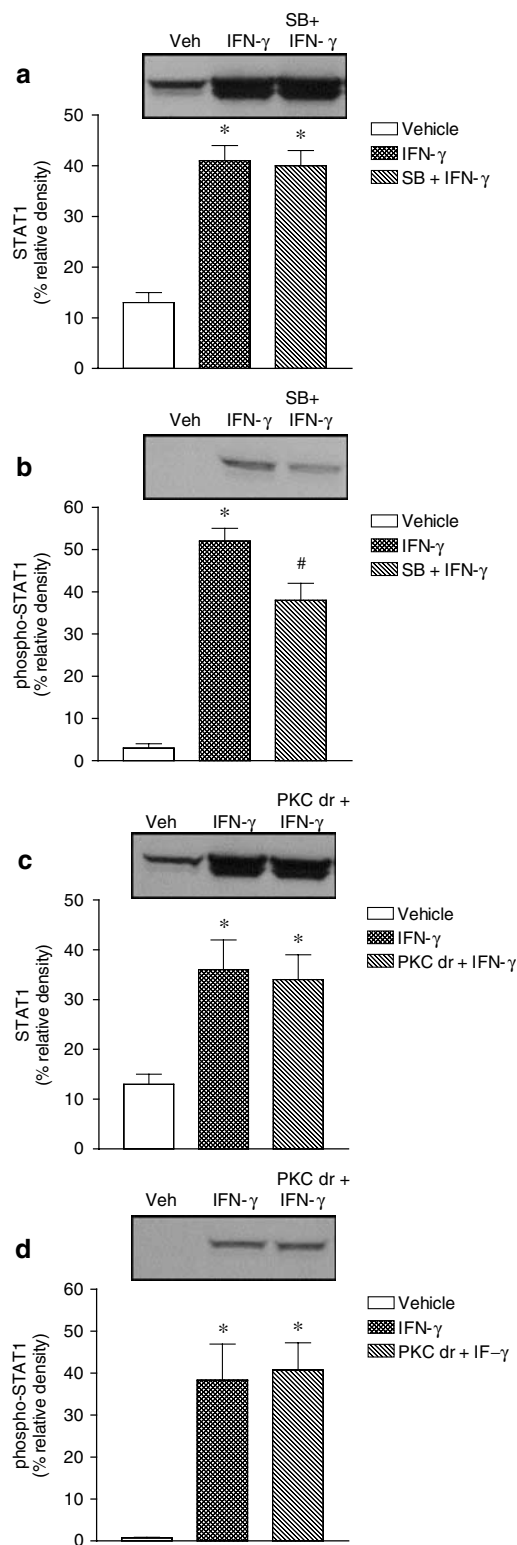 SB+
Veh IFN-γ IFN- γ
a
50
40
30
20
10
0
STAT1
(% relative density)
* *
Vehicle
IFN-γ
SB + IFN-γ
SB+
Veh IFN-γ IFN-γ
b
60
50
40
30
20
10
0
phospho-STAT1
(% relative density)
*
#
Vehicle
IFN-γ
SB + IFN-γ
PKC dr +
Veh IFN-γ IFN-γ
c
50
40
30
20
10
0
STAT1
(% relative density)
* *
Vehicle
IFN-γ
PKC dr + IFN-γ
PKC dr +
Veh IFN-γ IFN-γ
d
60
40
30
20
10
0
phospho-STAT1
(% relative density)
* *
Vehicle
IFN-γ
PKC dr + IF−γ